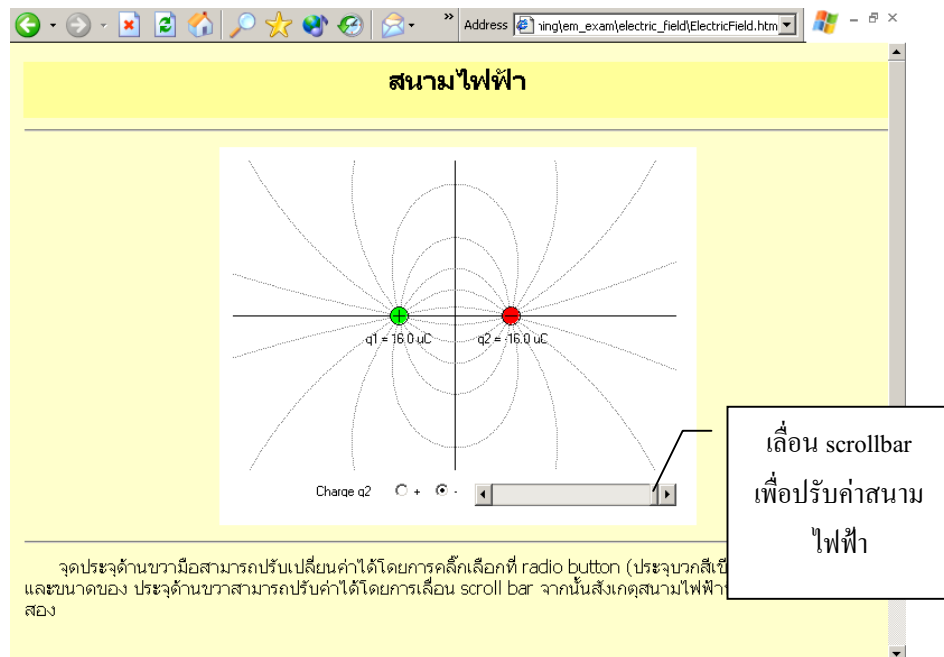 » Address ning\em_exam\electric_field\ElectricField.htm
สนามไฟฟ้า
q1 = 16.0 uC q2 = -16.0 uC
Charge q2 + -
เลื่อน scrollbar
เพื่อปรับค่าสนาม
ไฟฟ้า
จุดประจุด้านขวามือสามารถปรับเปลี่ยนค่าได้โดยการคลิ๊กเลือกที่ radio button (ประจุบวกสีเขี
และขนาดของ ประจุด้านขวาสามารถปรับค่าได้โดยการเลื่อน scroll bar จากนั้นสังเกตุสนามไฟฟ้า
สอง